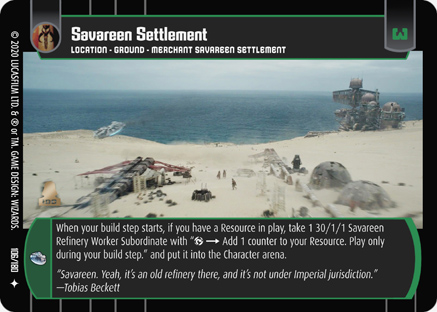 Savareen Settlement
LOCATION - GROUND - MERCHANT SAVAREEN SETTLEMENT
When your build step starts, if you have a Resource in play, take 1 30/1/1 Savareen
Refinery Worker Subordinate with "→ Add 1 counter to your Resource. Play only
during your build step." and put it into the Character arena.
"Savareen. Yeah, it's an old refinery there, and it's not under Imperial jurisdiction."
—Tobias Beckett
© 2020 LUCASFILM LTD. & ® or TM. GAME DESIGN: WIZARDS.